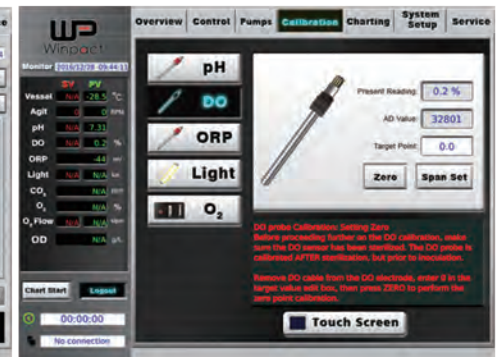 WP
Winpact
Monitor 2016/12/28 09:44:11
SV PV
Vessel N/A -28.5 °C
Agit 0 0 RPM
pH N/A 7.31
DO N/A 0.2 %
ORP -44 mV
Light N/A N/A
CO₂ N/A
O₂ N/A %
O₂ Flow N/A N/A
OD N/A
Chart Start Logout
00:00:00
No connection
Overview Control Pumps Calibration Charting System Setup Service
pH
DO
ORP
Light
O₂
Present Reading: 0.2 %
AD Value: 32801
Target Point: 0.0
Zero Span Set
DO probe Calibration: Setting Zero
Before proceeding further on the DO calibration, make
sure the DO sensor has been sterilized. The DO probe is
calibrated AFTER sterilization, but prior to inoculation.
Remove DO cable from the DO electrode, enter 0 in the
target value edit box, then press ZERO to perform the
zero point calibration.
Touch Screen